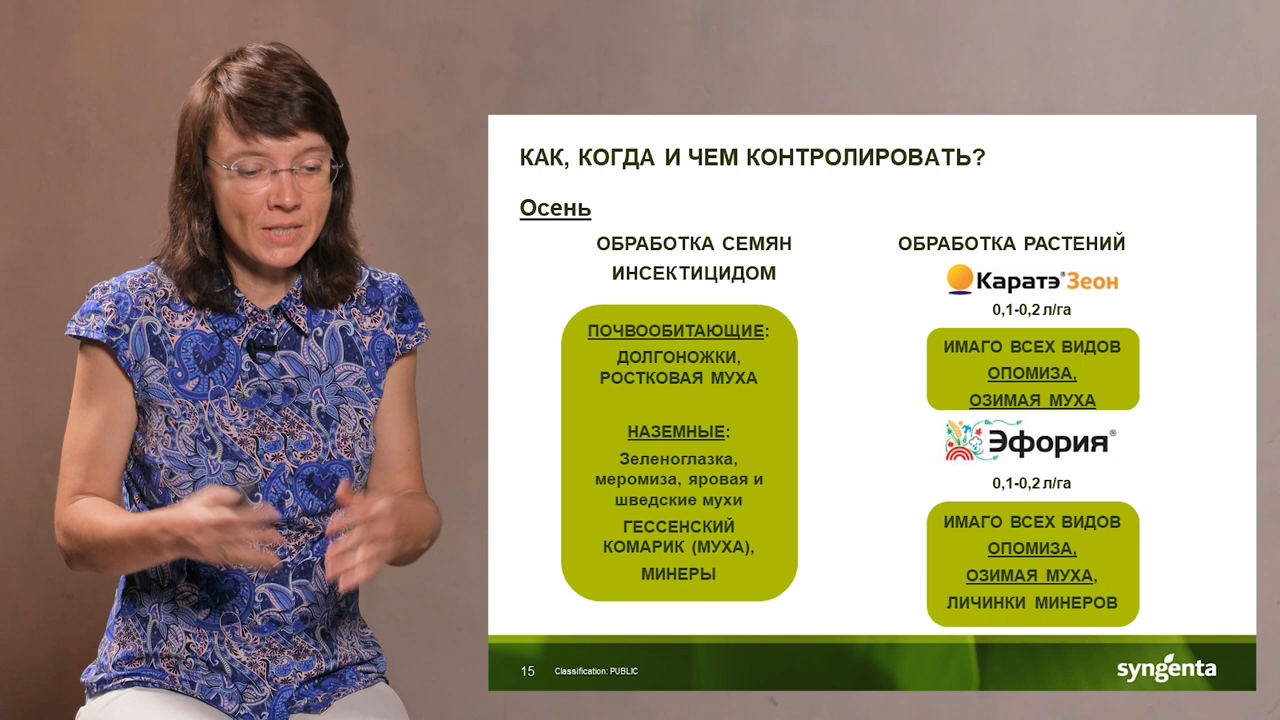 КАК, КОГДА И ЧЕМ КОНТРОЛИРОВАТЬ?
Осень
ОБРАБОТКА СЕМЯН
ИНСЕКТИЦИДОМ
ПОЧВООБИТАЮЩИЕ:
ДОЛГОНОЖКИ,
РОСТКОВАЯ МУХА
НАЗЕМНЫЕ:
Зеленоглазка,
меромиза, яровая и
шведские мухи
ГЕССЕНСКИЙ
КОМАРИК (МУХА),
МИНЕРЫ
ОБРАБОТКА РАСТЕНИЙ
Каратэ® Зеон
0,1-0,2 л/га
ИМАГО ВСЕХ ВИДОВ
ОПОМИЗА,
ОЗИМАЯ МУХА
Эфория®
0,1-0,2 л/га
ИМАГО ВСЕХ ВИДОВ
ОПОМИЗА,
ОЗИМАЯ МУХА,
ЛИЧИНКИ МИНЕРОВ
15 Classification: PUBLIC
syngenta